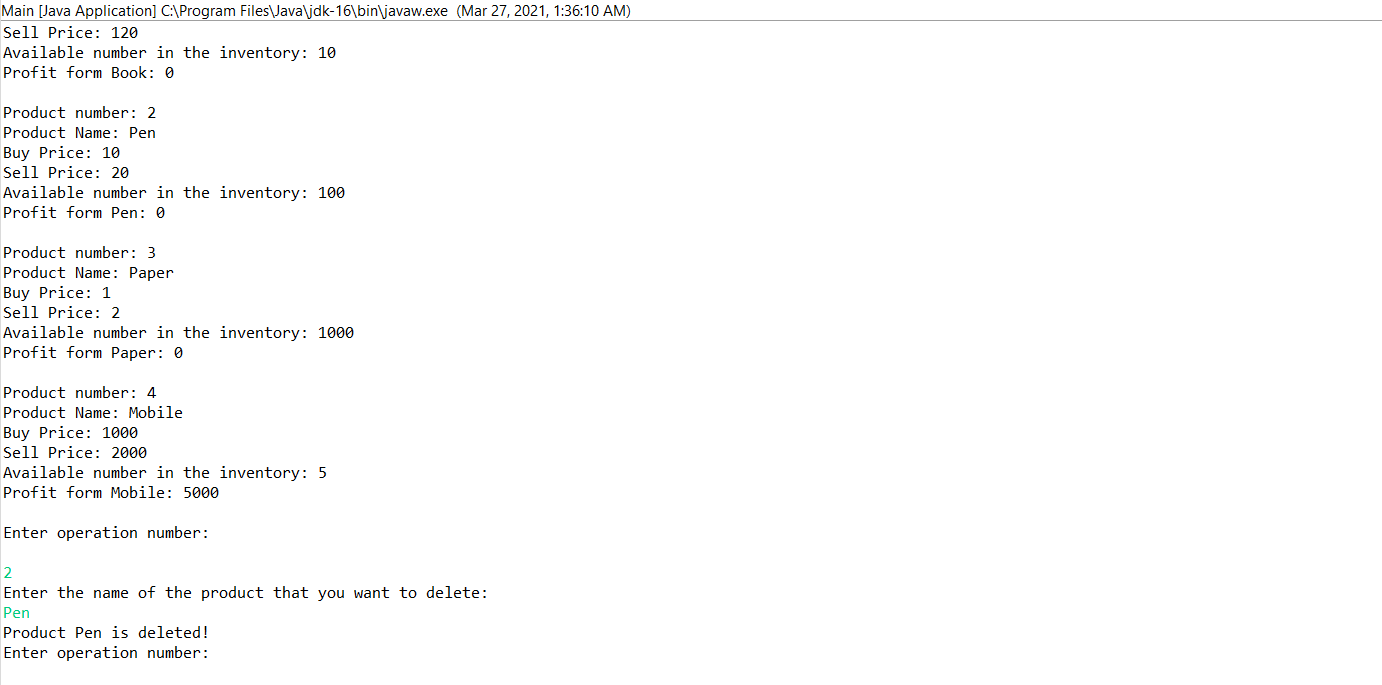 Main [Java Application] C:\Program Files\Java\jdk-16\bin\javaw.exe (Mar 27, 2021, 1:36:10 AM)
Sell Price: 120
Available number in the inventory: 10
Profit form Book: 0
Product number: 2
Product Name: Pen
Buy Price: 10
Sell Price: 20
Available number in the inventory: 100
Profit form Pen: 0
Product number: 3
Product Name: Paper
Buy Price: 1
Sell Price: 2
Available number in the inventory: 1000
Profit form Paper: 0
Product number: 4
Product Name: Mobile
Buy Price: 1000
Sell Price: 2000
Available number in the inventory: 5
Profit form Mobile: 5000
Enter operation number:
2
Enter the name of the product that you want to delete:
Pen
Product Pen is deleted!
Enter operation number: